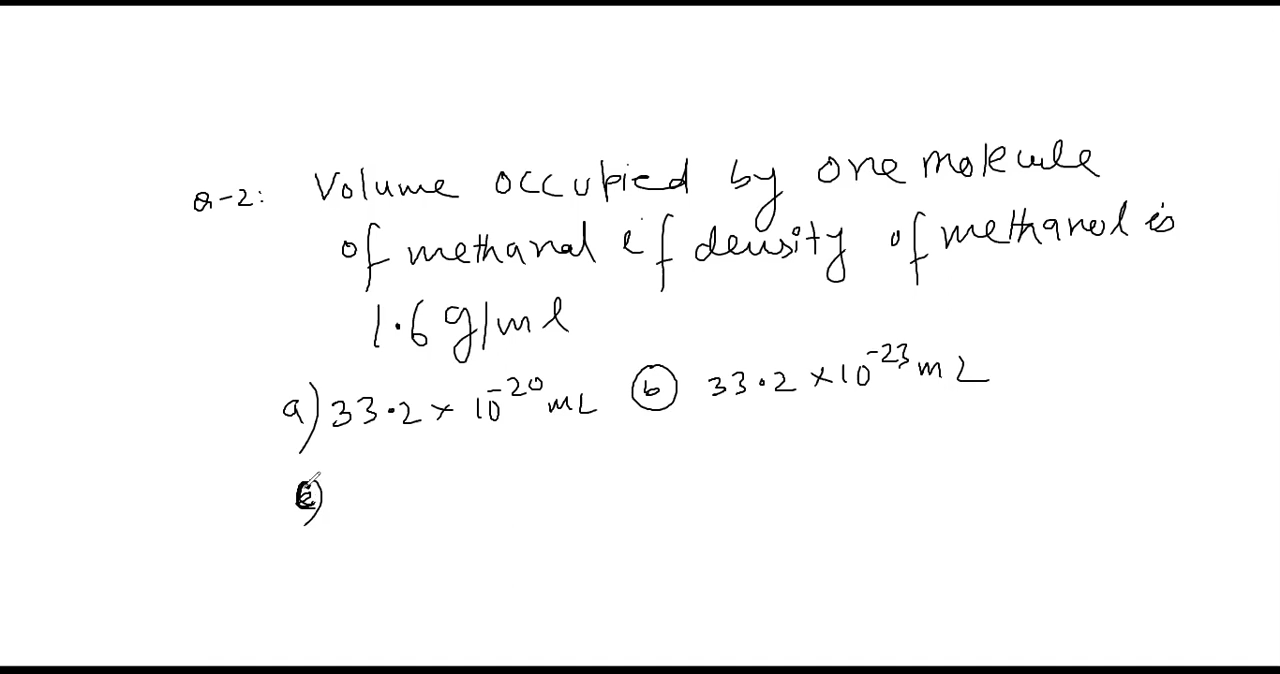 Q-2: Volume occupied by one molecule
of methanol if density of methanol is
1.6 g/ml
a) 33.2 × 10⁻²⁰ mL (b) 33.2 × 10⁻²³ mL
c)